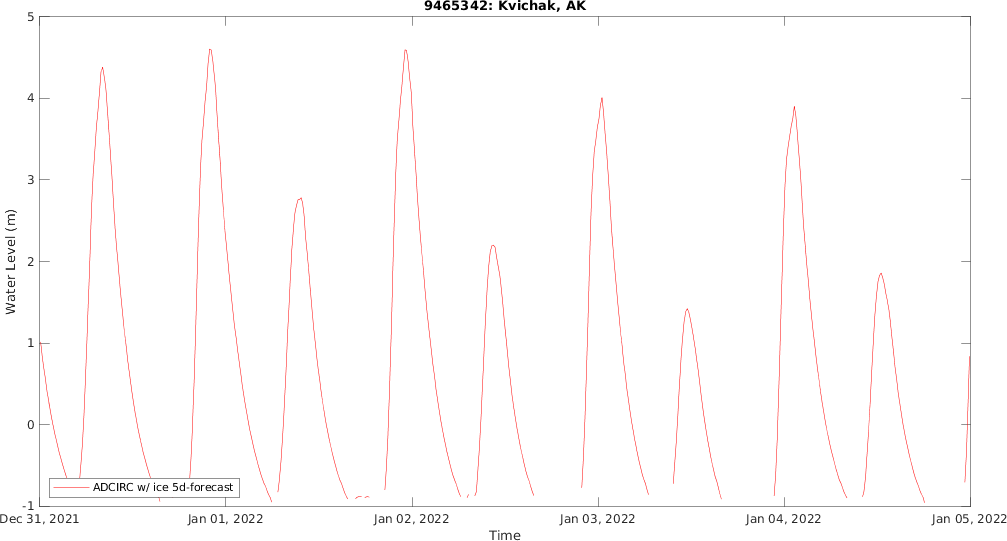 9465342: Kvichak, AK
5
4
3
2
1
0
-1
Water Level (m)
ADCIRC w/ ice 5d-forecast
Dec 31, 2021 Jan 01, 2022 Jan 02, 2022 Jan 03, 2022 Jan 04, 2022 Jan 05, 2022
Time